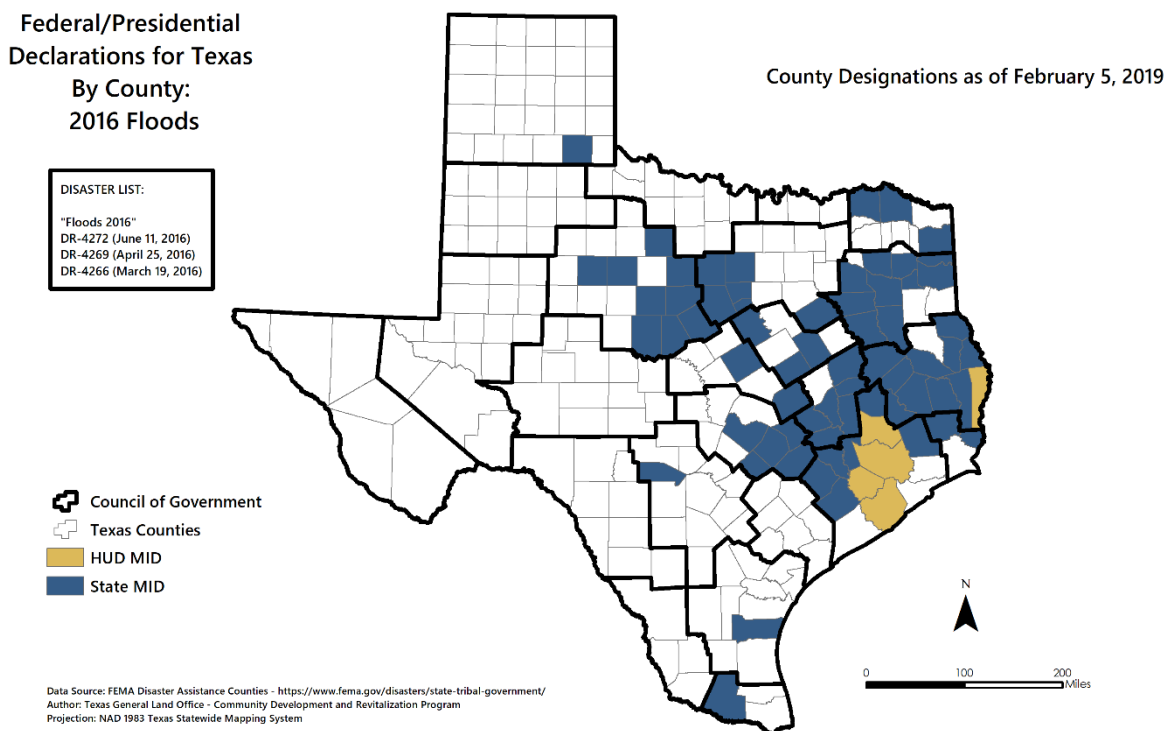 Federal/Presidential
Declarations for Texas
By County:
2016 Floods
County Designations as of February 5, 2019
DISASTER LIST:
"Floods 2016"
DR-4272 (June 11, 2016)
DR-4269 (April 25, 2016)
DR-4266 (March 19, 2016)
Council of Government
Texas Counties
HUD MID
State MID
N
0 100 200
Miles
Data Source: FEMA Disaster Assistance Counties - https://www.fema.gov/disasters/state-tribal-government/
Author: Texas General Land Office - Community Development and Revitalization Program
Projection: NAD 1983 Texas Statewide Mapping System